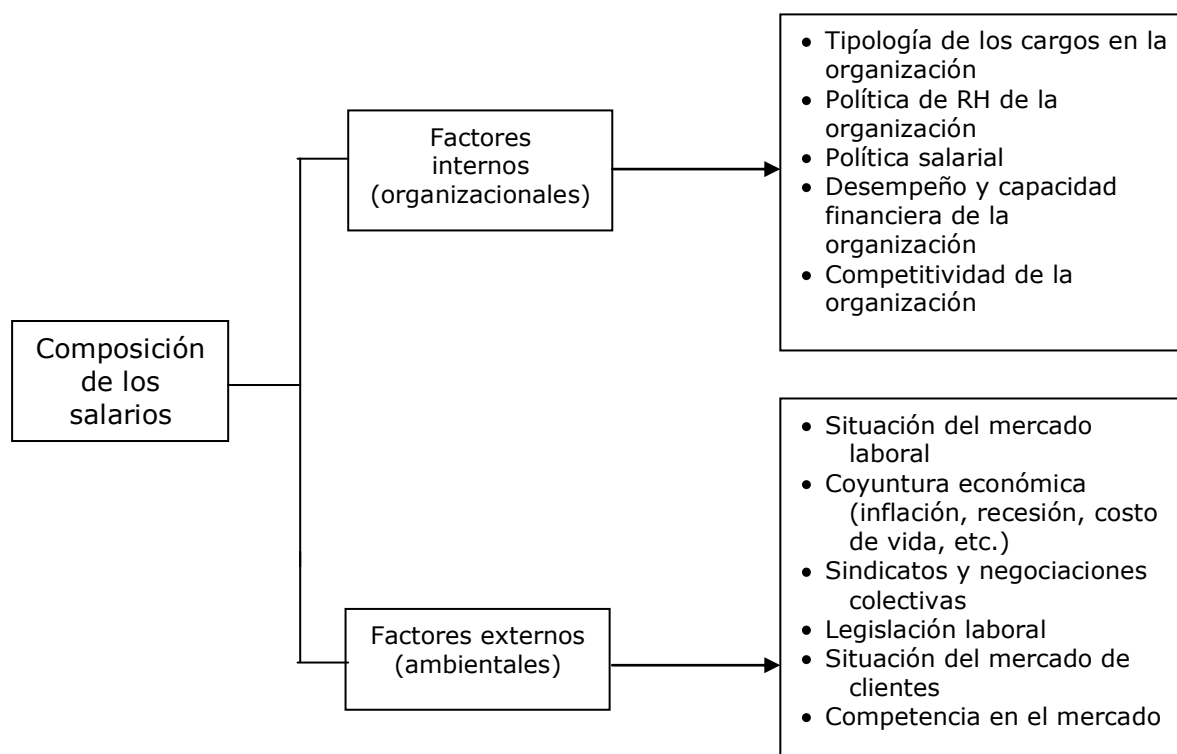 Composición
de los
salarios
Factores
internos
(organizacionales)
• Tipología de los cargos en la
organización
• Política de RH de la
organización
• Política salarial
• Desempeño y capacidad
financiera de la
organización
• Competitividad de la
organización
Factores externos
(ambientales)
• Situación del mercado
laboral
• Coyuntura económica
(inflación, recesión, costo
de vida, etc.)
• Sindicatos y negociaciones
colectivas
• Legislación laboral
• Situación del mercado de
clientes
• Competencia en el mercado